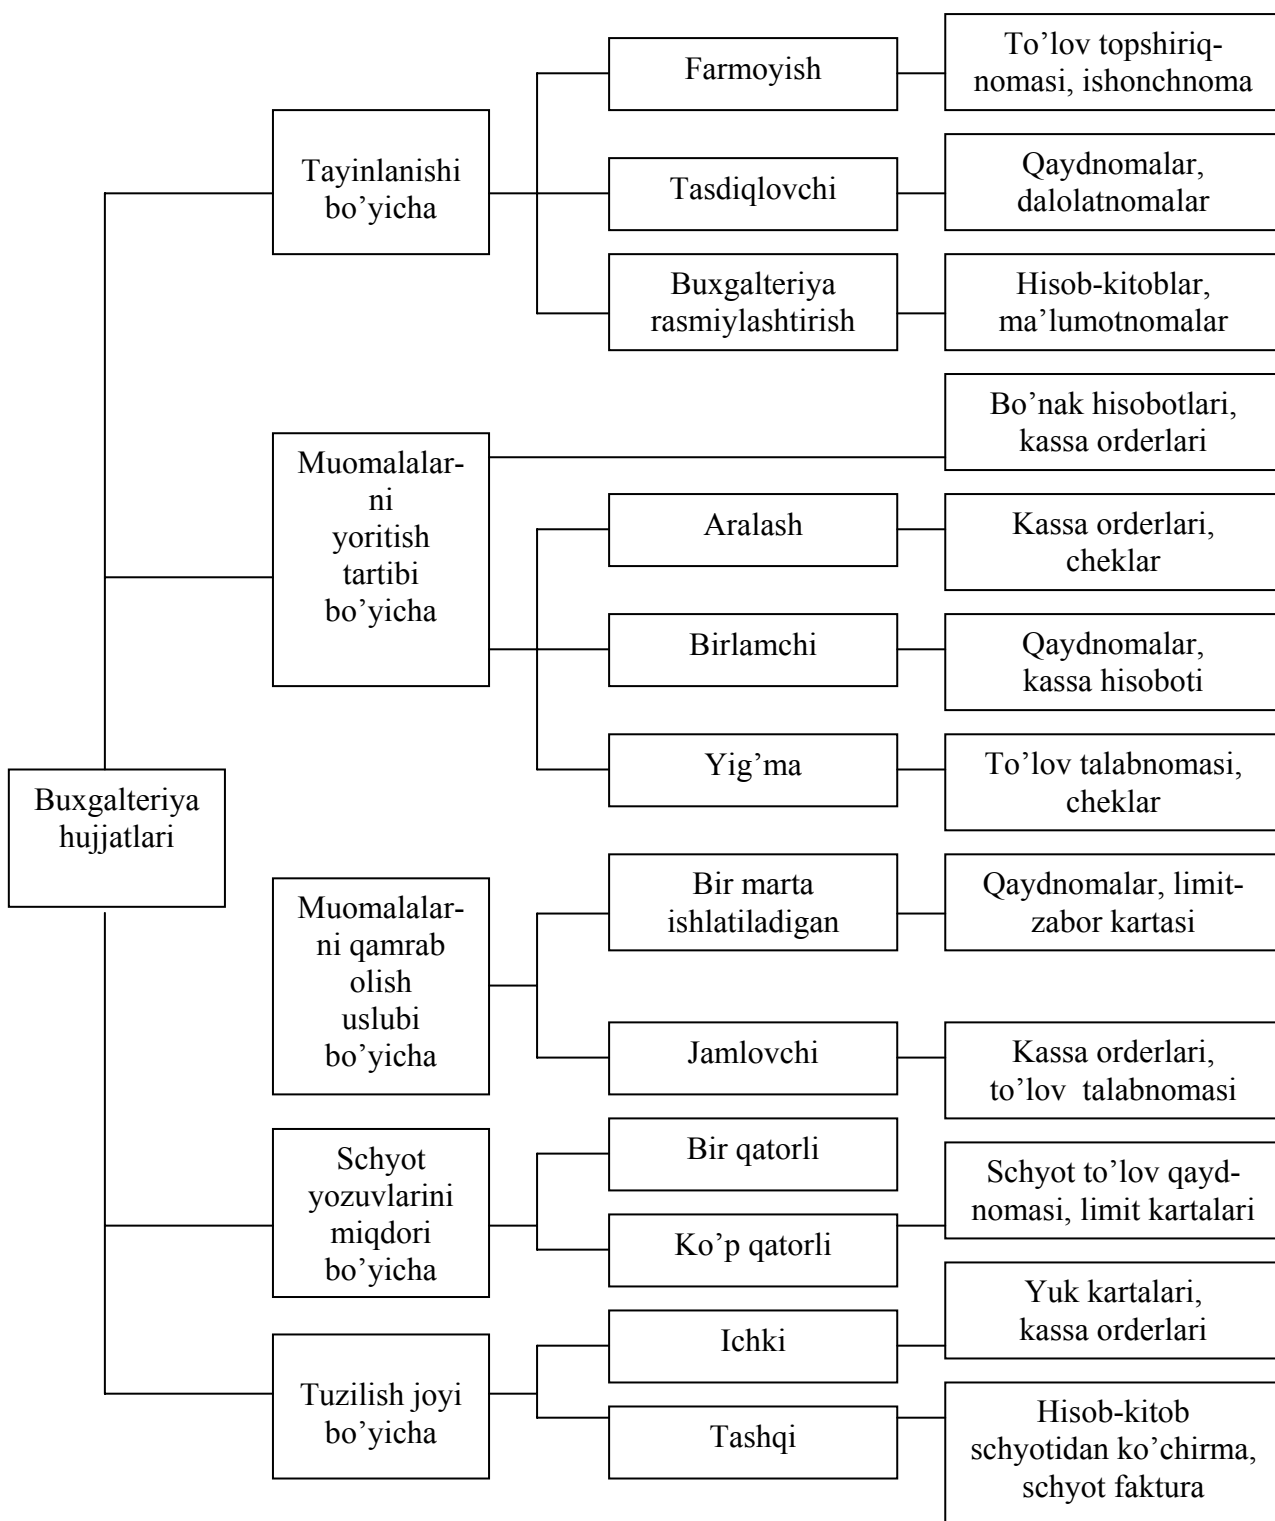 Buxgalteriya
hujjatlari
Tayinlanishi
bo’yicha
Farmoyish
To’lov topshiriq-
nomasi, ishonchnoma
Tasdiqlovchi
Qaydnomalar,
dalolatnomalar
Buxgalteriya
rasmiylashtirish
Hisob-kitoblar,
ma’lumotnomalar
Muomalalar-
ni
yoritish
tartibi
bo’yicha
Bo’nak hisobotlari,
kassa orderlari
Aralash
Kassa orderlari,
cheklar
Birlamchi
Qaydnomalar,
kassa hisoboti
Yig’ma
To’lov talabnomasi,
cheklar
Muomalalar-
ni qamrab
olish
uslubi
bo’yicha
Bir marta
ishlatiladigan
Qaydnomalar, limit-
zabor kartasi
Jamlovchi
Kassa orderlari,
to’lov  talabnomasi
Schyot
yozuvlarini
miqdori
bo’yicha
Bir qatorli
Ko’p qatorli
Schyot to’lov qayd-
nomasi, limit kartalari
Tuzilish joyi
bo’yicha
Ichki
Yuk kartalari,
kassa orderlari
Tashqi
Hisob-kitob
schyotidan ko’chirma,
schyot faktura